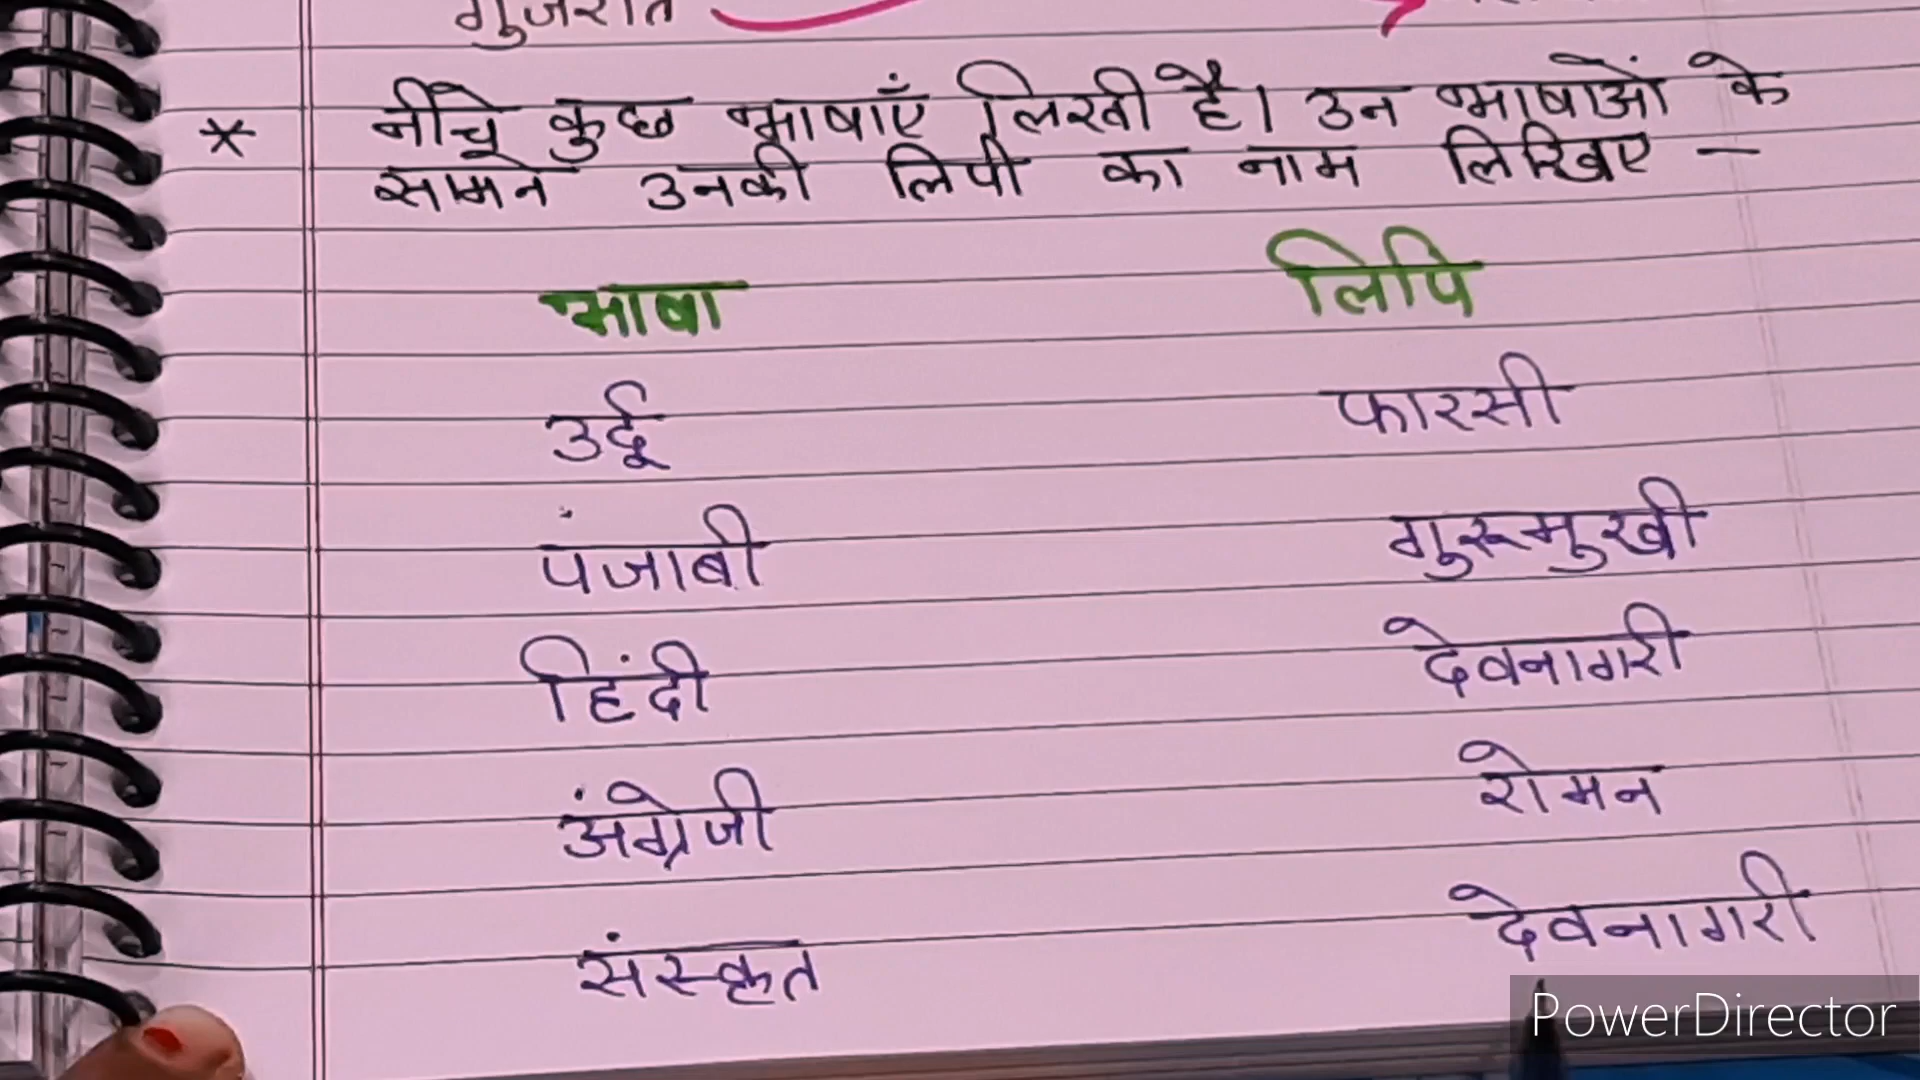 गुजरात
* नीचे कुछ भाषाएँ लिखी है। उन भाषाओं के
सामने उनकी लिपी का नाम लिखिए –
भाषा लिपि
उर्दू फारसी
पंजाबी गुरूमुखी
हिंदी देवनागरी
अंग्रेजी रोमन
संस्कृत देवनागरी
PowerDirector